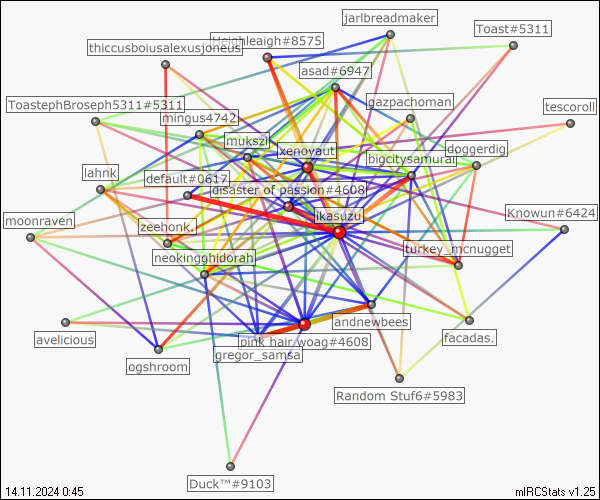 jarlbreadmaker
Toast#5311
Heighleaigh#8575
thiccusboiusalexusjoneus
asad#6947
gazpachoman
ToastephBroseph5311#5311
tescoroll
mingus4742
mukszil
xenovaut
doggerdig
bigcitysamurai
lahnk
default#0617
disaster of passion#4608
ikasuzu
Knowun#6424
moonraven
zeehonk.
turkey_mcnugget
neokingghidorah
andnewbees
avelicious
pink hair woag#4608
facadas.
gregor_samsa
ogshroom
Random Stuf6#5983
Duck™#9103
14.11.2024 0:45
mIRCStats v1.25